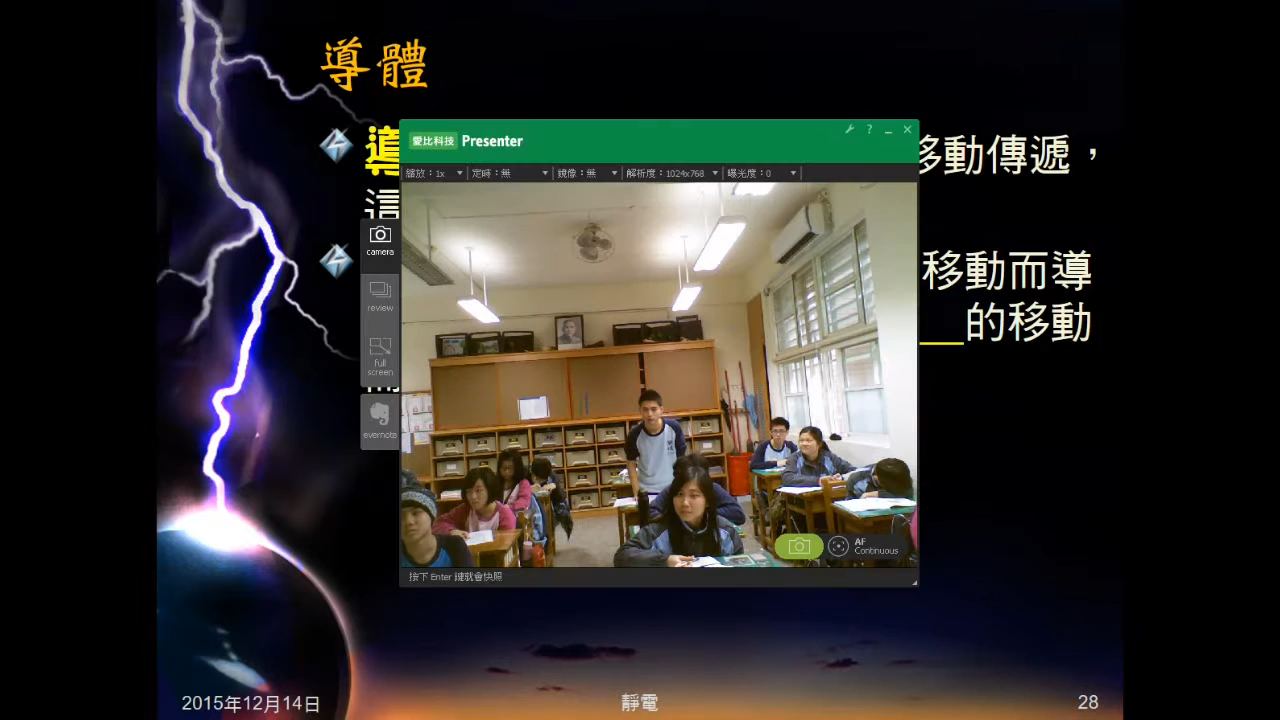 導體
導
移動傳遞，
這
移動而導
的移動
愛比科技 Presenter
縮放：1x 定時：無 鏡像：無 解析度：1024x768 曝光度：0
camera
review
full
screen
evernote
AF
Continuous
按下 Enter 鍵就會快照
2015年12月14日
靜電
28